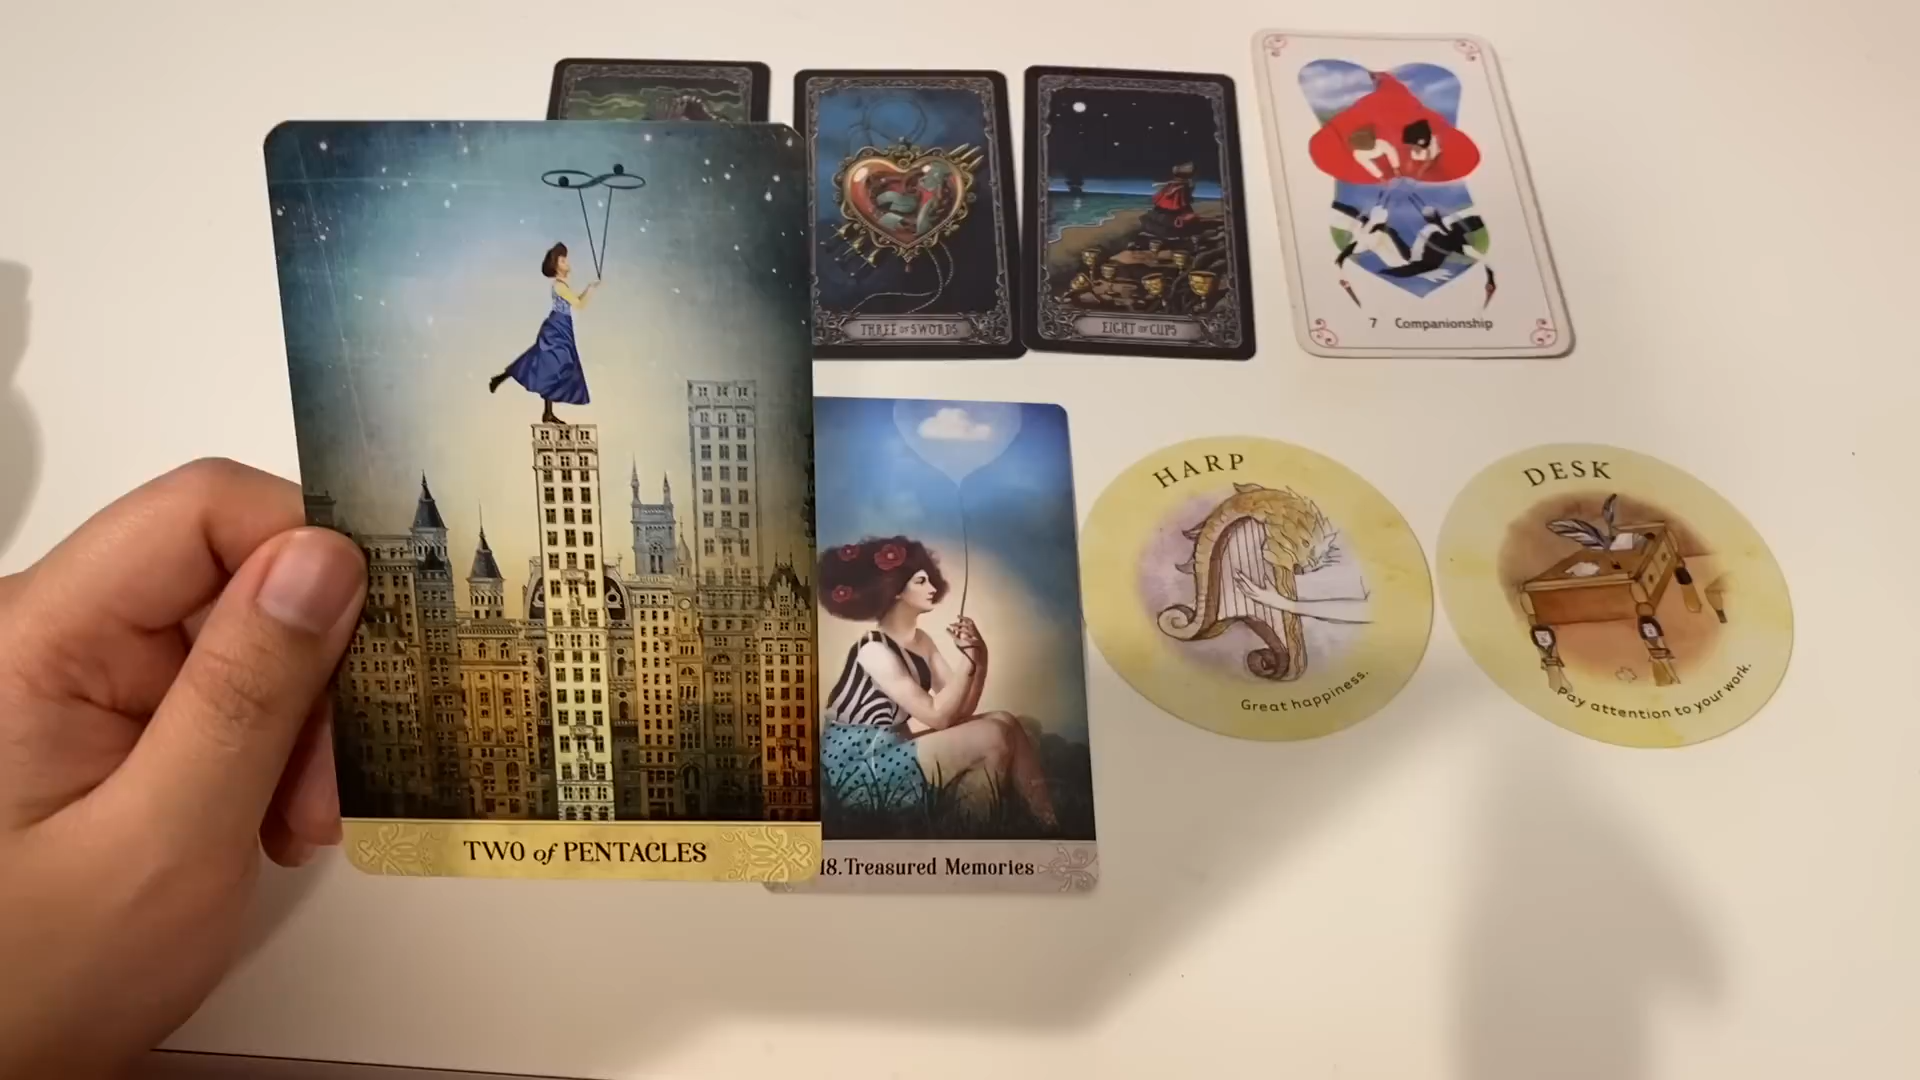 THREE OF SWORDS
EIGHT OF CUPS
7 Companionship
HARP
Great happiness.
DESK
Pay attention to your work.
TWO of PENTACLES
18. Treasured Memories